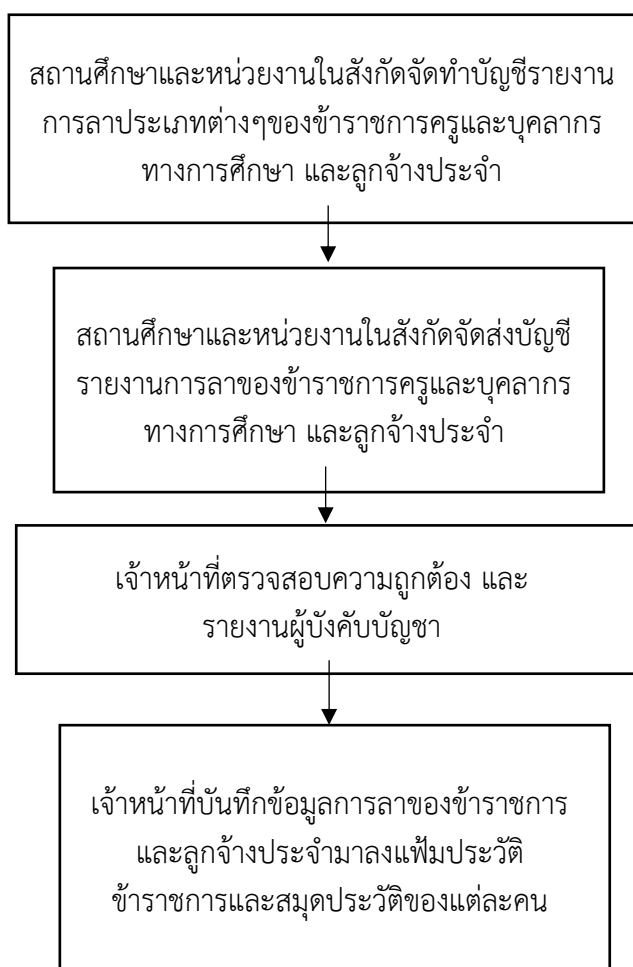 สถานศึกษาและหน่วยงานในสังกัดจัดทำบัญชีรายงาน
การลาประเภทต่างๆของข้าราชการครูและบุคลากร
ทางการศึกษา และลูกจ้างประจำ
สถานศึกษาและหน่วยงานในสังกัดจัดส่งบัญชี
รายงานการลาของข้าราชการครูและบุคลากร
ทางการศึกษา และลูกจ้างประจำ
เจ้าหน้าที่ตรวจสอบความถูกต้อง และ
รายงานผู้บังคับบัญชา
เจ้าหน้าที่บันทึกข้อมูลการลาของข้าราชการ
และลูกจ้างประจำมาลงแฟ้มประวัติ
ข้าราชการและสมุดประวัติของแต่ละคน